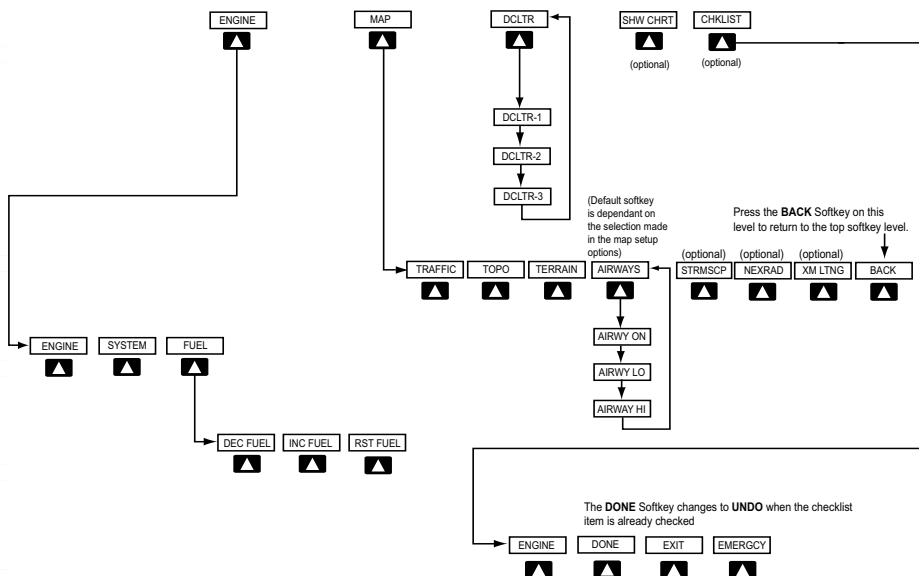 ENGINE
MAP
DCLTR
SHW CHRT
CHKLIST
(optional)
(optional)
DCLTR-1
DCLTR-2
DCLTR-3
(Default softkey
is dependant on
the selection made
in the map setup
options)
Press the BACK Softkey on this
level to return to the top softkey level.
(optional)
(optional)
(optional)
TRAFFIC
TOPO
TERRAIN
AIRWAYS
STRMSCP
NEXRAD
XM LTNG
BACK
AIRWY ON
AIRWY LO
AIRWAY HI
ENGINE
SYSTEM
FUEL
DEC FUEL
INC FUEL
RST FUEL
The DONE Softkey changes to UNDO when the checklist
item is already checked
ENGINE
DONE
EXIT
EMERGCY